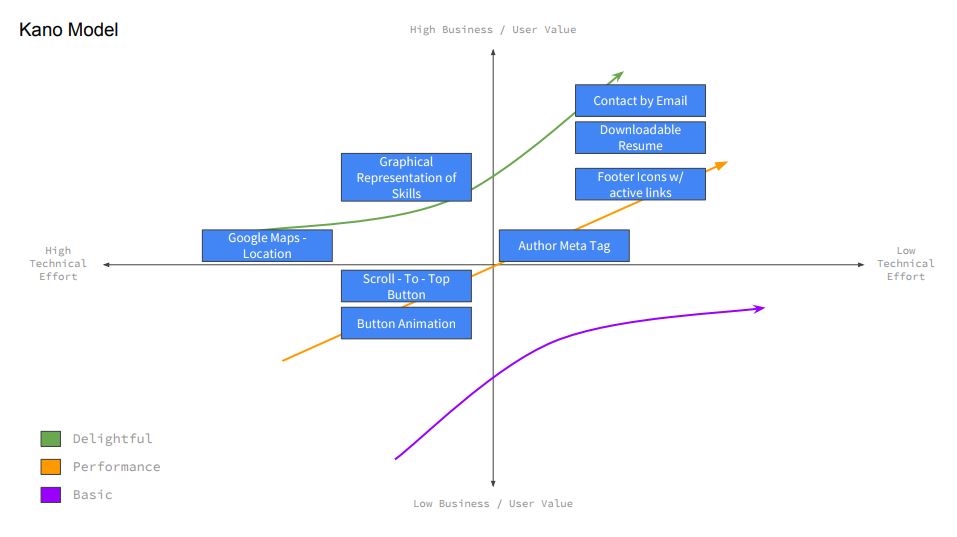 Kano Model
High Business / User Value
Contact by Email
Downloadable
Resume
Graphical
Representation of
Skills
Footer Icons w/
active links
Google Maps -
Location
Author Meta Tag
High
Technical
Effort
Low
Technical
Effort
Scroll - To - Top
Button
Button Animation
Delightful
Performance
Basic
Low Business / User Value